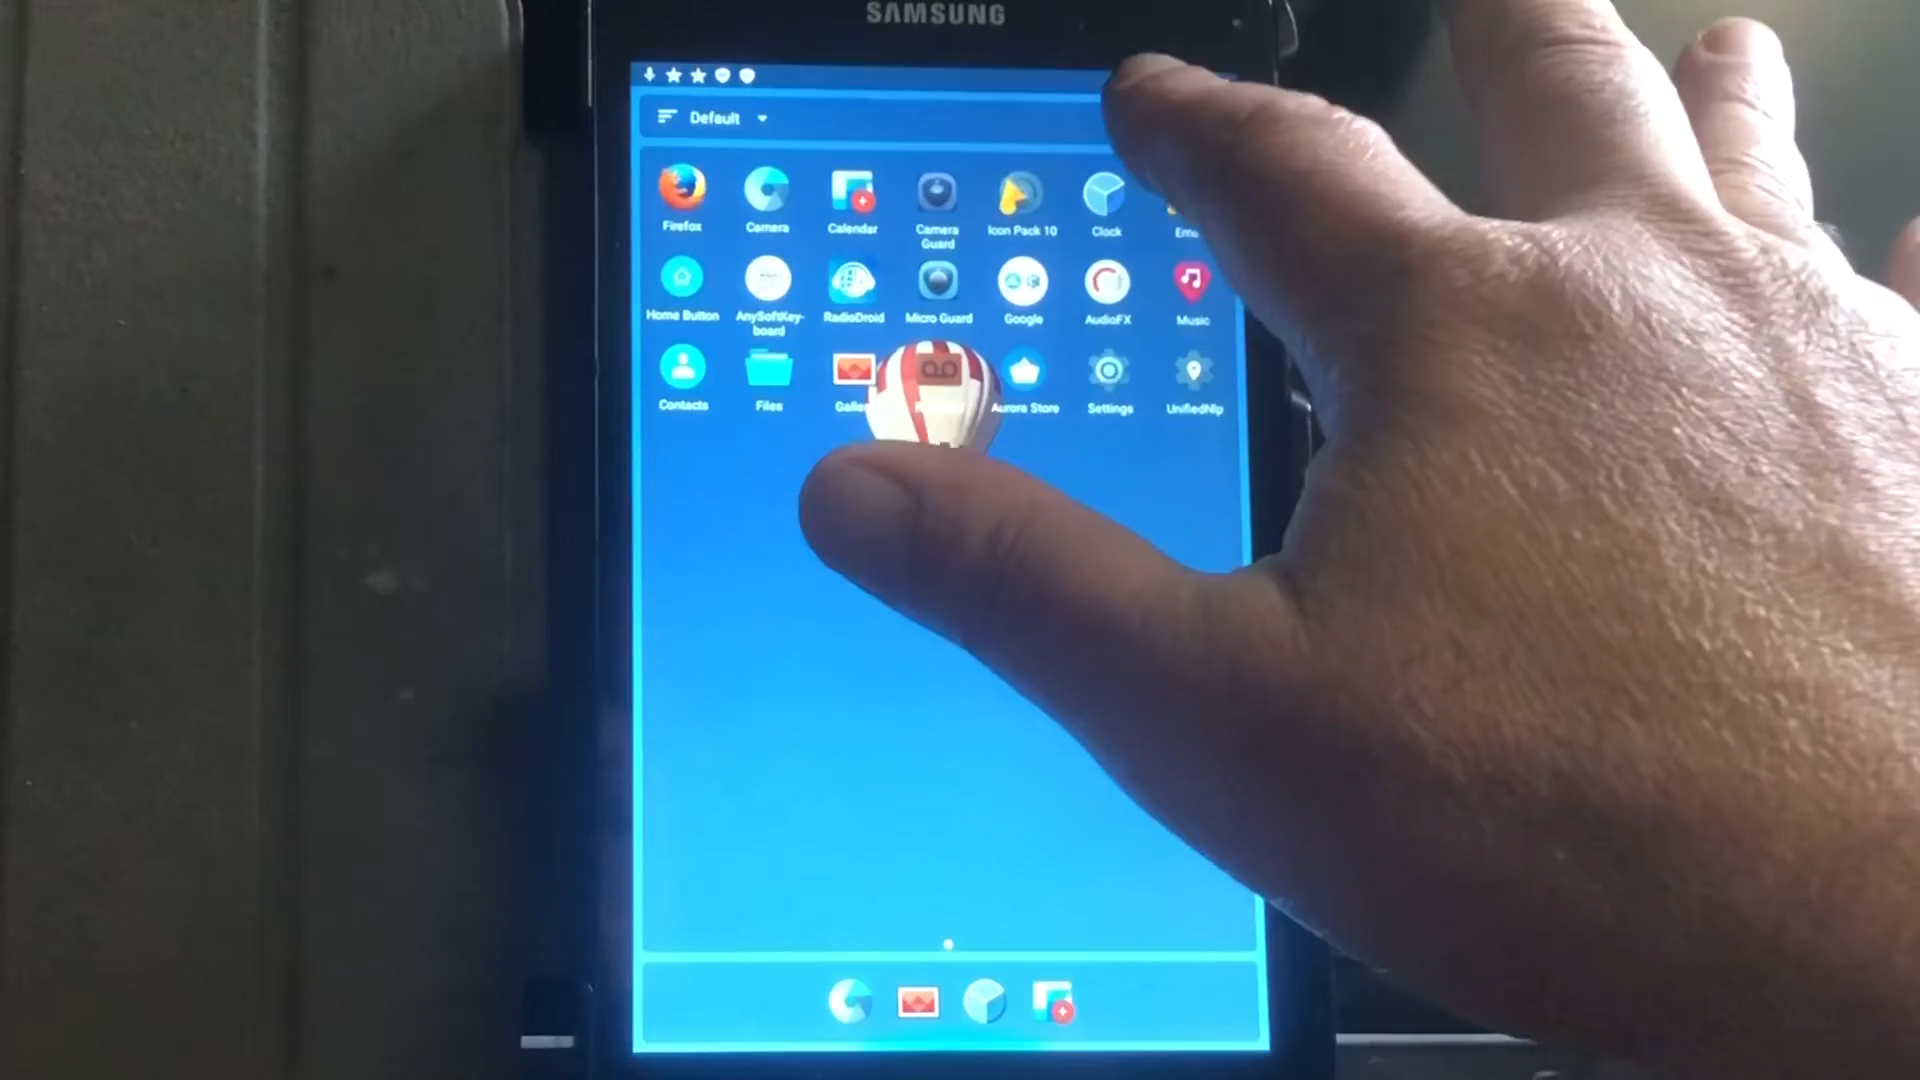 SAMSUNG
Default
Firefox
Camera
Calendar
Camera
Guard
Icon Pack 10
Clock
Home Button
AnySoftKey-
board
RadioDroid
Micro Guard
Google
AudioFX
Music
Contacts
Files
Aurora Store
Settings
UnifiedNlp